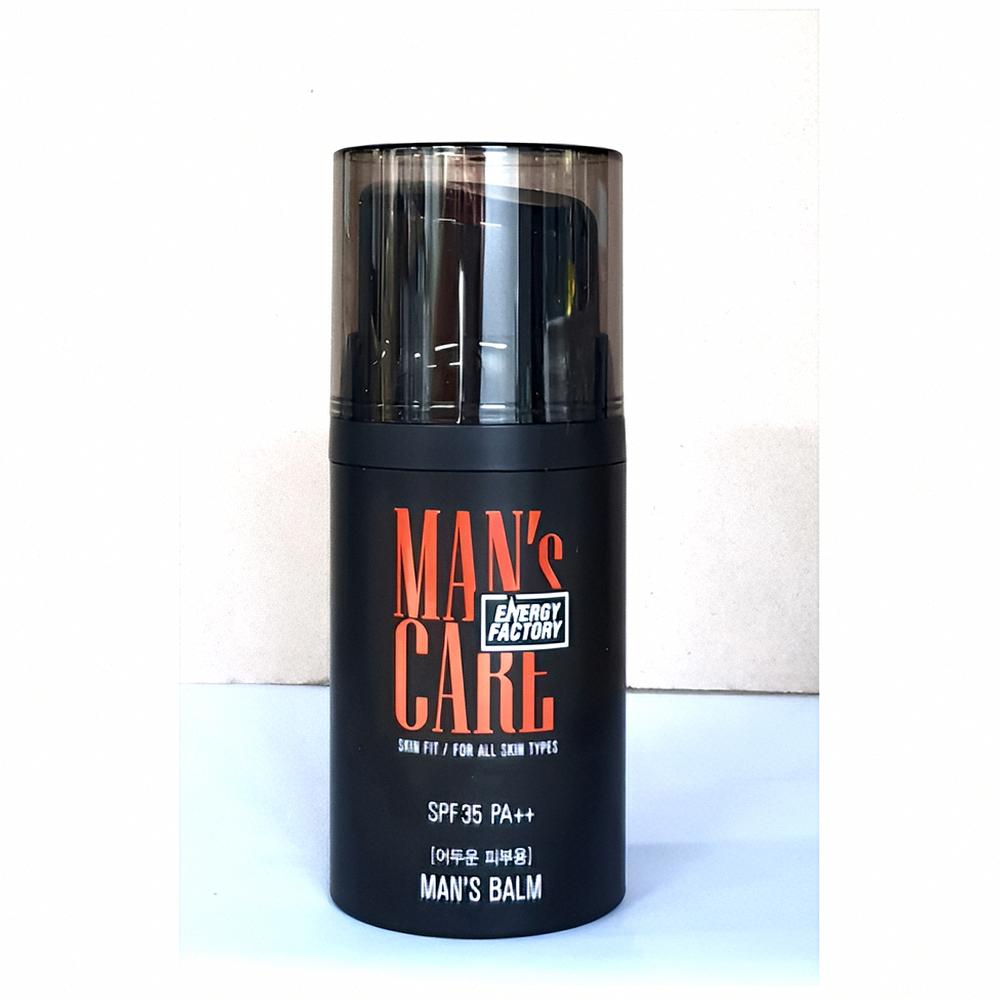 MAN's
ENERGY
FACTORY
CARE
SKIN FIT / FOR ALL SKIN TYPES
SPF35 PA++
[어두운 피부용]
MAN'S BALM